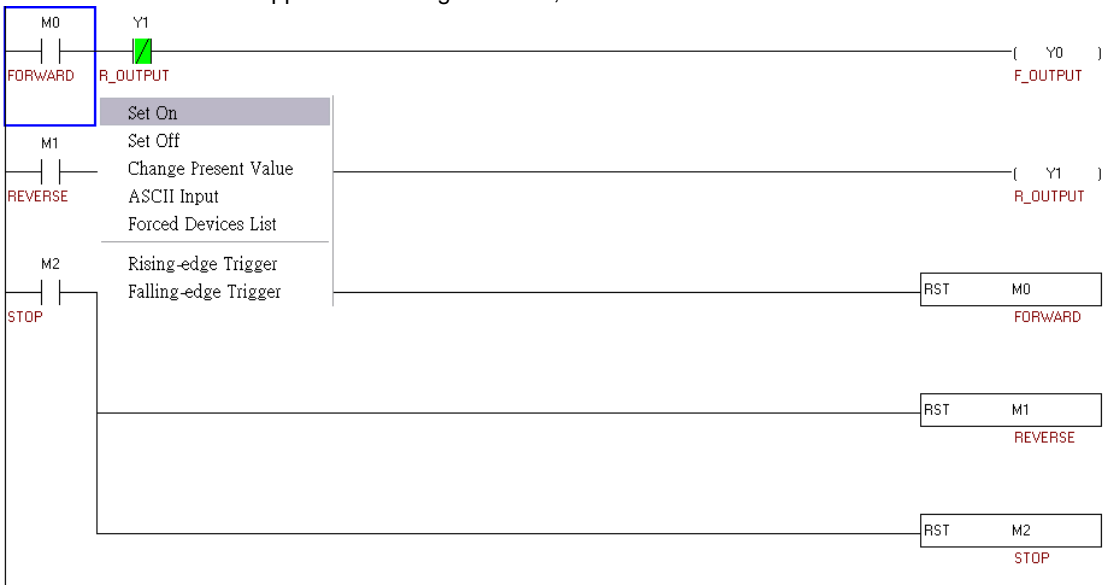 M0 Y1
( Y0 )
FORWARD R_OUTPUT F_OUTPUT
Set On
Set Off
Change Present Value
ASCII Input
Forced Devices List
Rising-edge Trigger
Falling-edge Trigger
M1
( Y1 )
REVERSE R_OUTPUT
M2
RST M0
STOP FORWARD
RST M1
REVERSE
RST M2
STOP